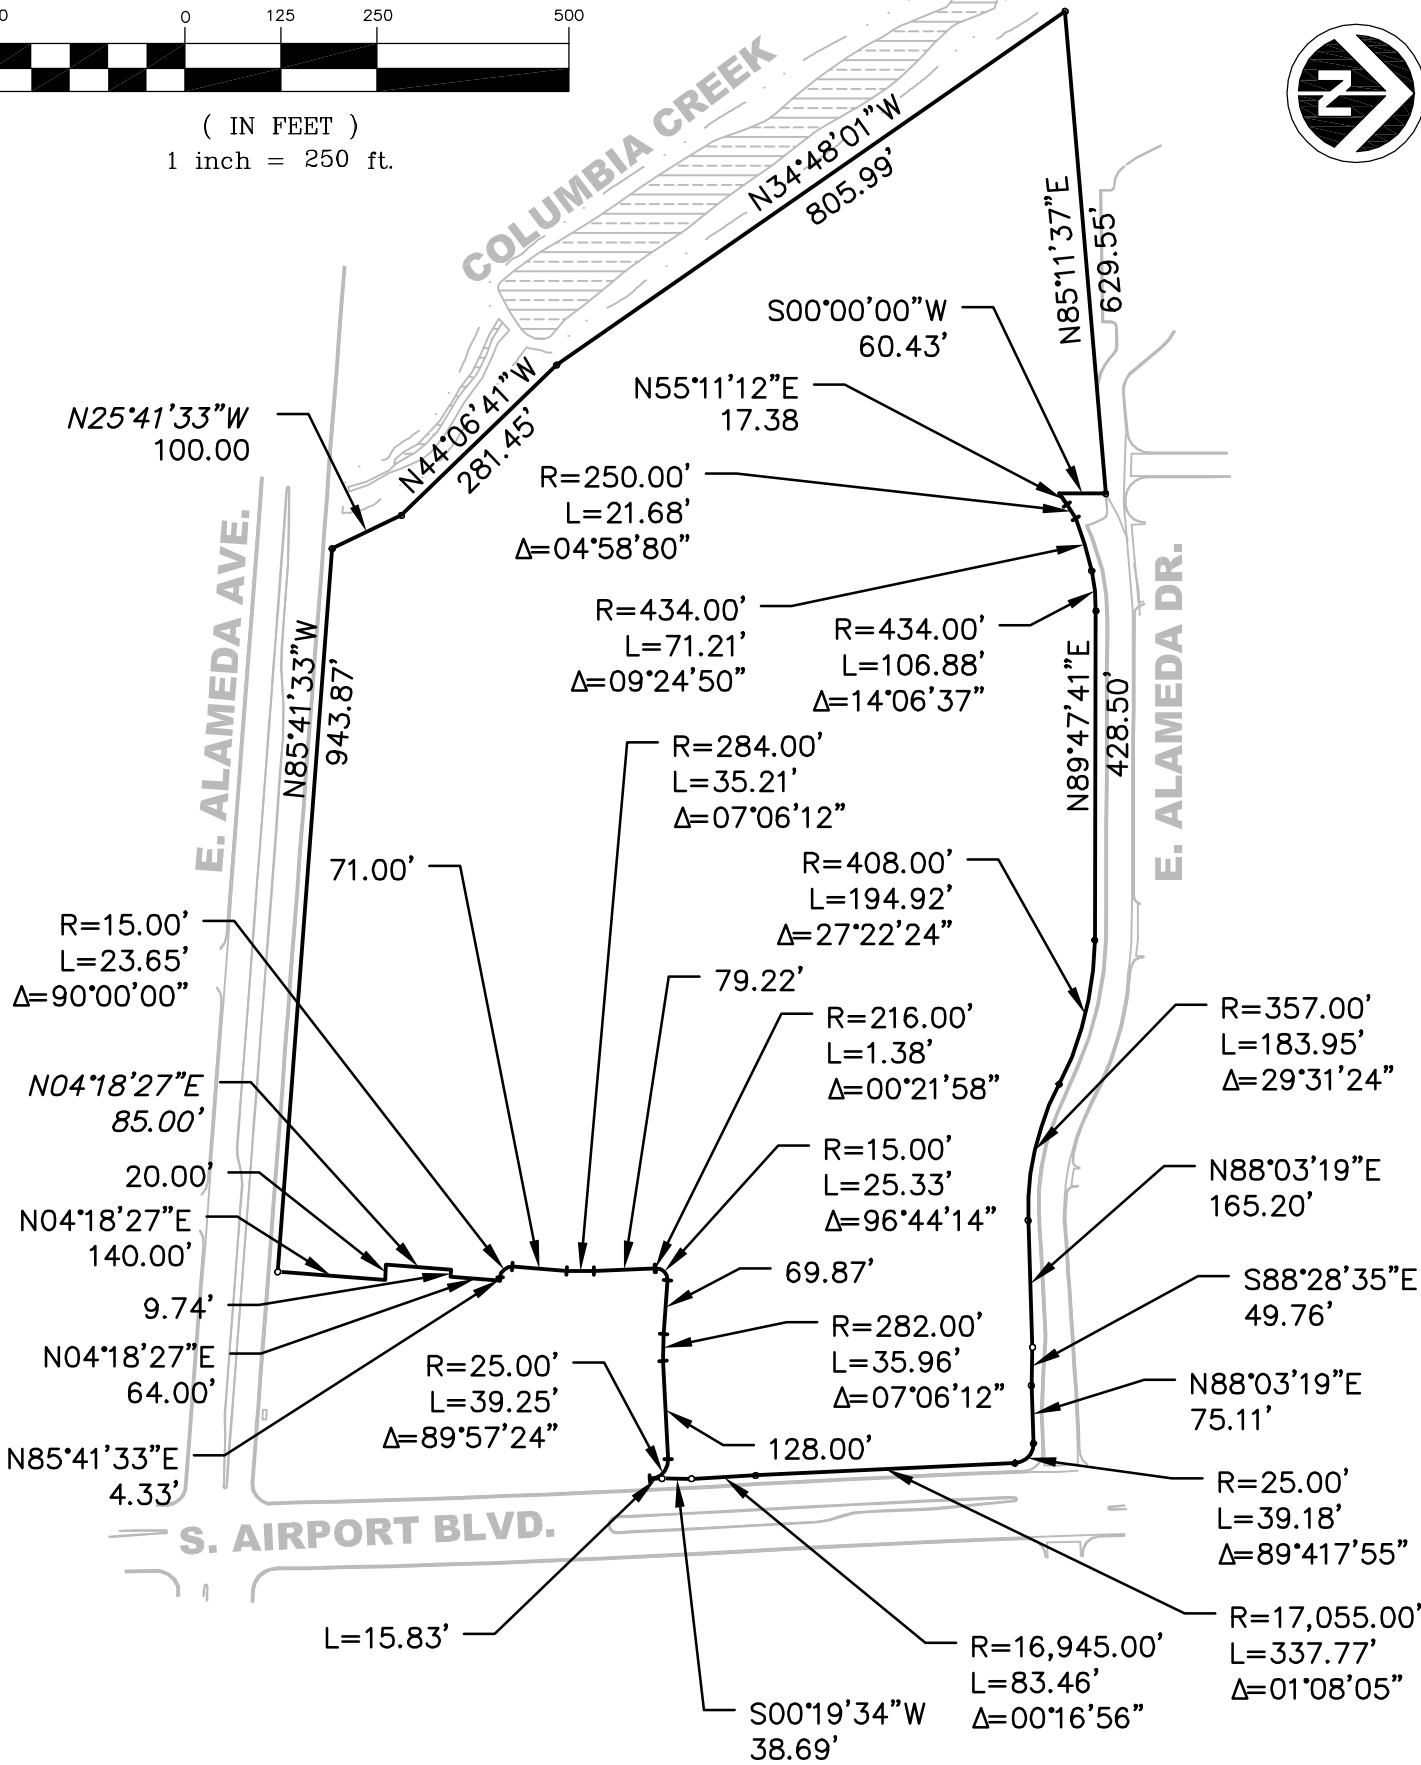 0 0 125 250 500
( IN FEET )
1 inch = 250 ft.
N
COLUMBIA CREEK
N34°48'01"W
805.99'
N85°11'37"E
629.55'
S00°00'00"W
60.43'
N55°11'12"E
17.38
N25°41'33"W
100.00
N44°06'41"W
281.45'
R=250.00'
L=21.68'
Δ=04°58'80"
R=434.00'
L=71.21'
Δ=09°24'50"
R=434.00'
L=106.88'
Δ=14°06'37"
E. ALAMEDA AVE.
N85°41'33"W
943.87'
N89°47'41"E
428.50'
E. ALAMEDA DR.
R=284.00'
L=35.21'
Δ=07°06'12"
71.00'
R=408.00'
L=194.92'
Δ=27°22'24"
R=15.00'
L=23.65'
Δ=90°00'00"
79.22'
R=216.00'
L=1.38'
Δ=00°21'58"
R=357.00'
L=183.95'
Δ=29°31'24"
N04°18'27"E
85.00'
R=15.00'
L=25.33'
Δ=96°44'14"
20.00'
N88°03'19"E
165.20'
N04°18'27"E
140.00'
69.87'
S88°28'35"E
49.76'
9.74'
R=282.00'
L=35.96'
Δ=07°06'12"
N04°18'27"E
64.00'
R=25.00'
L=39.25'
Δ=89°57'24"
N88°03'19"E
75.11'
128.00'
N85°41'33"E
4.33'
R=25.00'
L=39.18'
Δ=89°417'55"
S. AIRPORT BLVD.
L=15.83'
R=17,055.00'
L=337.77'
Δ=01°08'05"
R=16,945.00'
L=83.46'
Δ=00°16'56"
S00°19'34"W
38.69'